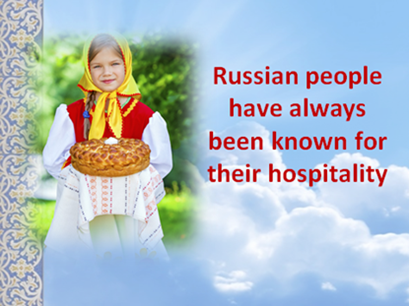 Russian people
have always
been known for
their hospitality